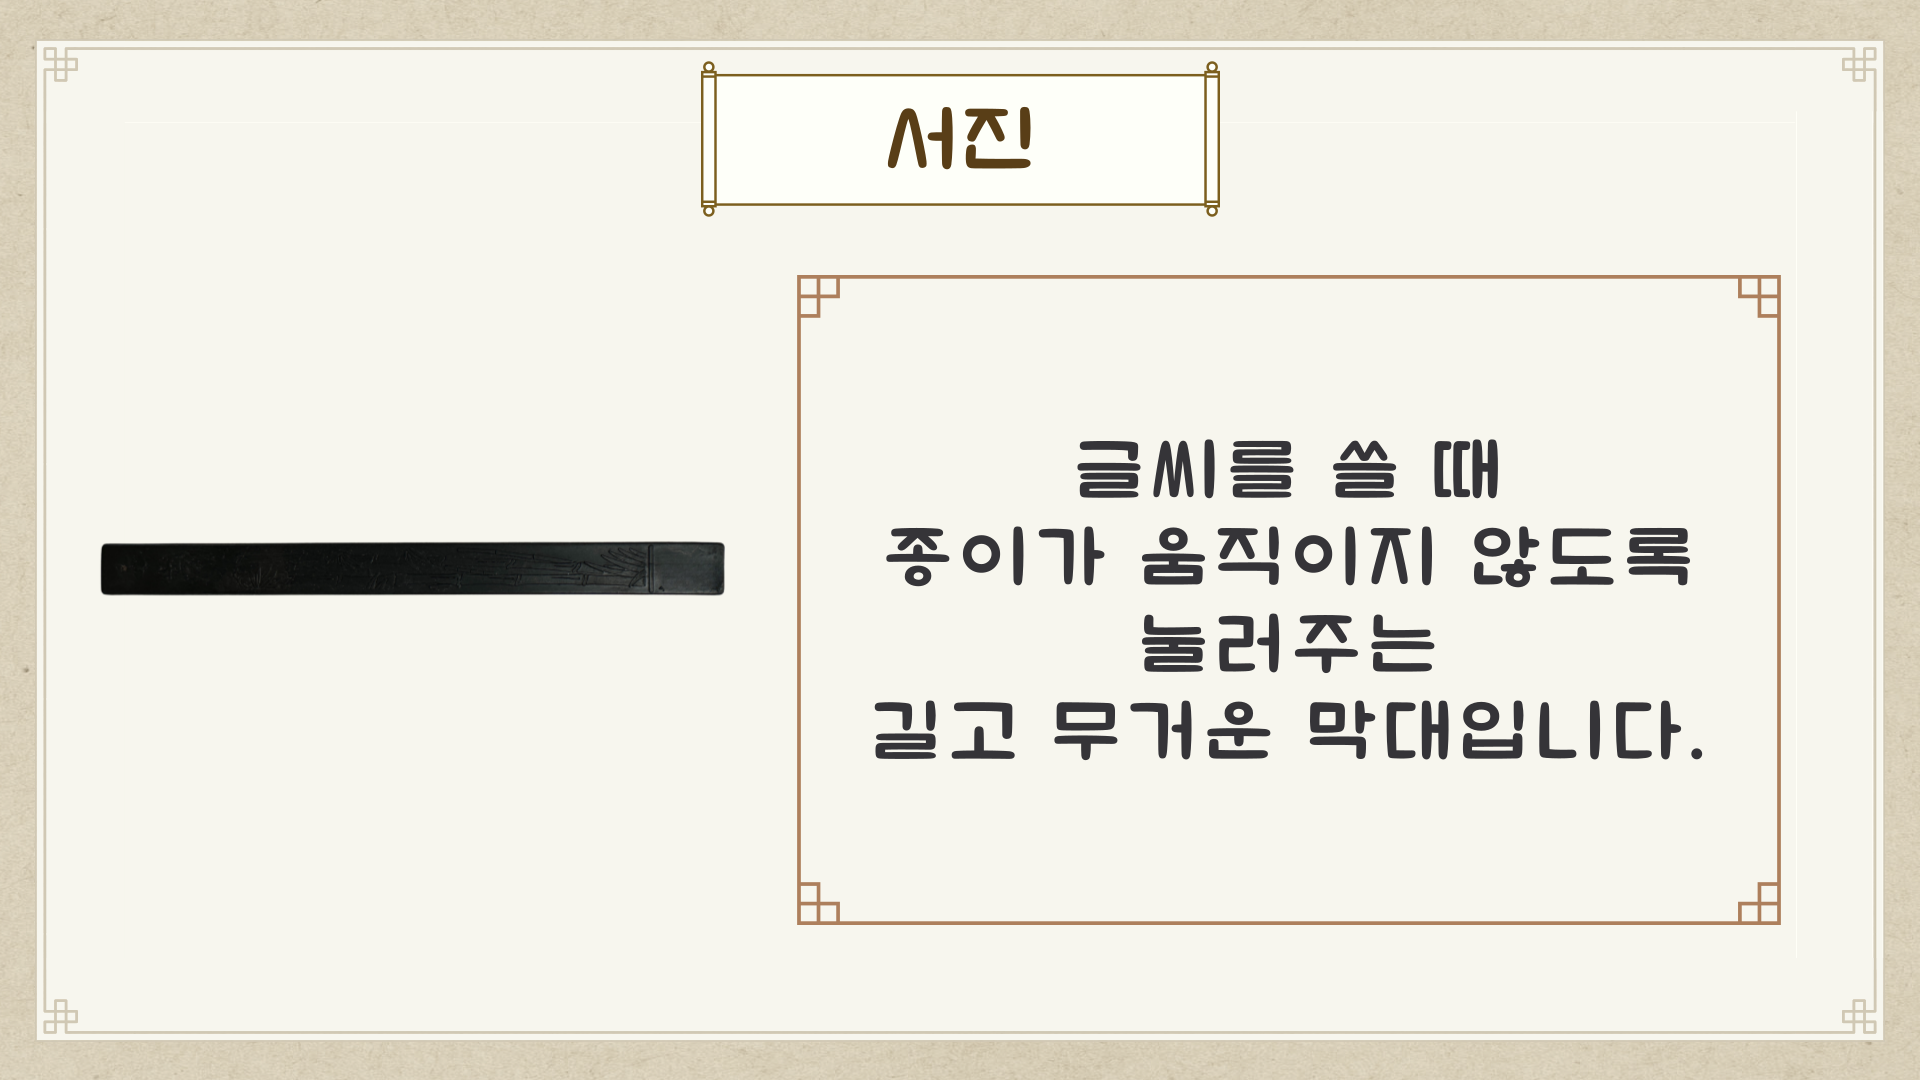 서진
글씨를 쓸 때
종이가 움직이지 않도록
눌러주는
길고 무거운 막대입니다.